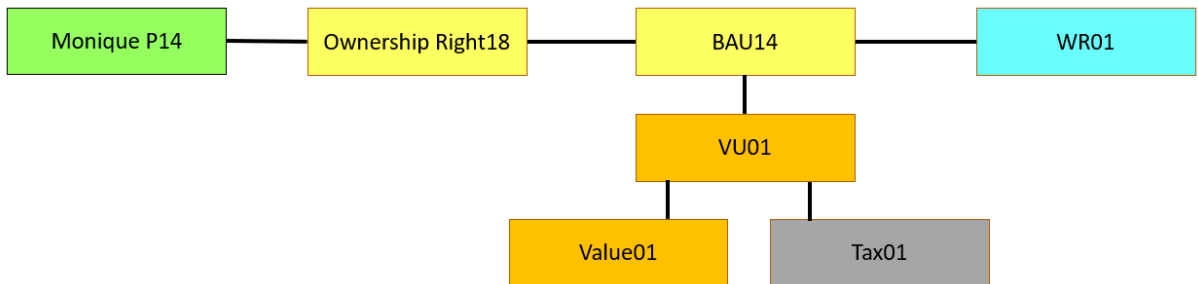 Monique P14
Ownership Right18
BAU14
WR01
VU01
Value01
Tax01